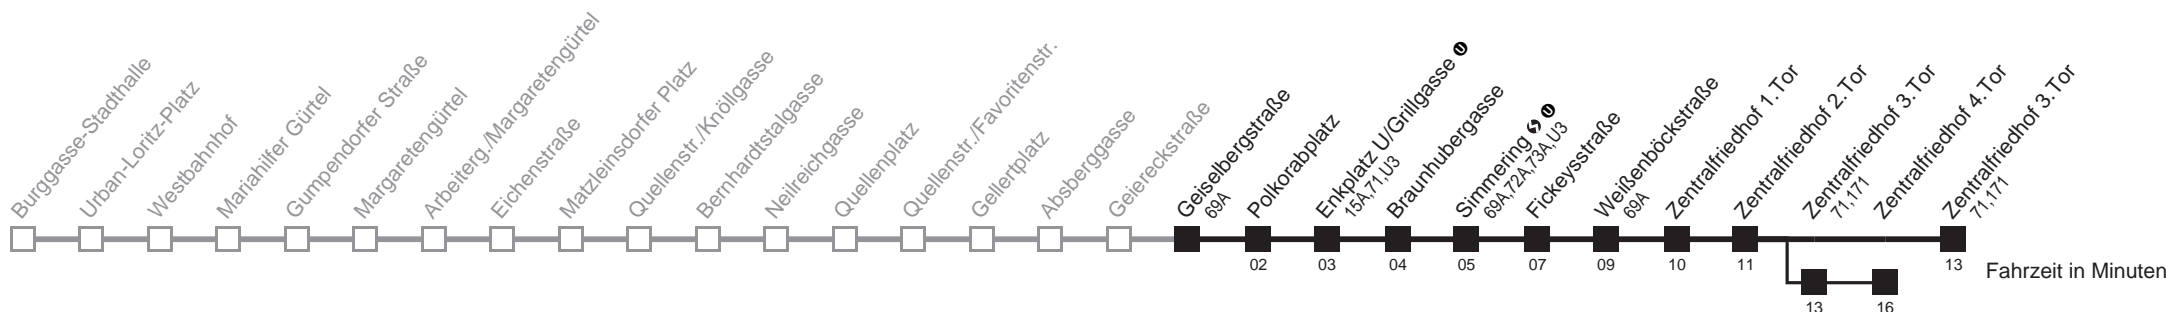 Burggasse-Stadthalle
Urban-Loritz-Platz
Westbahnhof
Mariahilfer Gürtel
Gumpendorfer Straße
Margaretengürtel
Arbeiterg./Margaretengürtel
Eichenstraße
Matzleinsdorfer Platz
Quellenstr./Knöllgasse
Bernhardtstalgasse
Neilreichgasse
Quellenplatz
Quellenstr./Favoritenstr.
Gellertplatz
Absberggasse
Geiereckstraße
Geiselbergstraße
69A
Polkorabplatz
Enkplatz U/Grillgasse U
15A,71,U3
Braunhubergasse
Simmering S U
69A,72A,73A,U3
Fickeysstraße
Weißenböckstraße
69A
Zentralfriedhof 1.Tor
Zentralfriedhof 2.Tor
Zentralfriedhof 3.Tor
71,171
Zentralfriedhof 4.Tor
Zentralfriedhof 3.Tor
71,171
02 03 04 05 07 09 10 11 13
Fahrzeit in Minuten
13 16